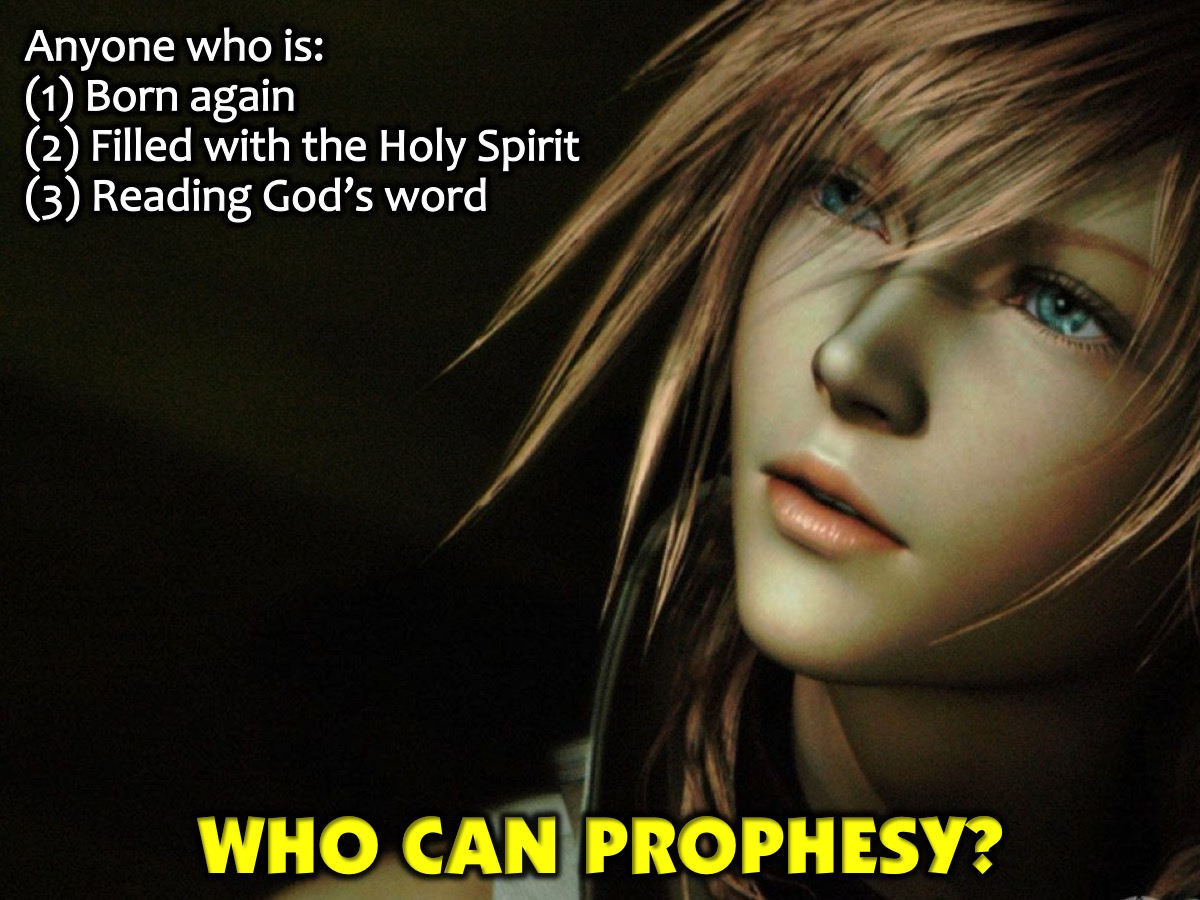 Anyone who is:
(1) Born again
(2) Filled with the Holy Spirit
(3) Reading God’s word
WHO CAN PROPHESY?